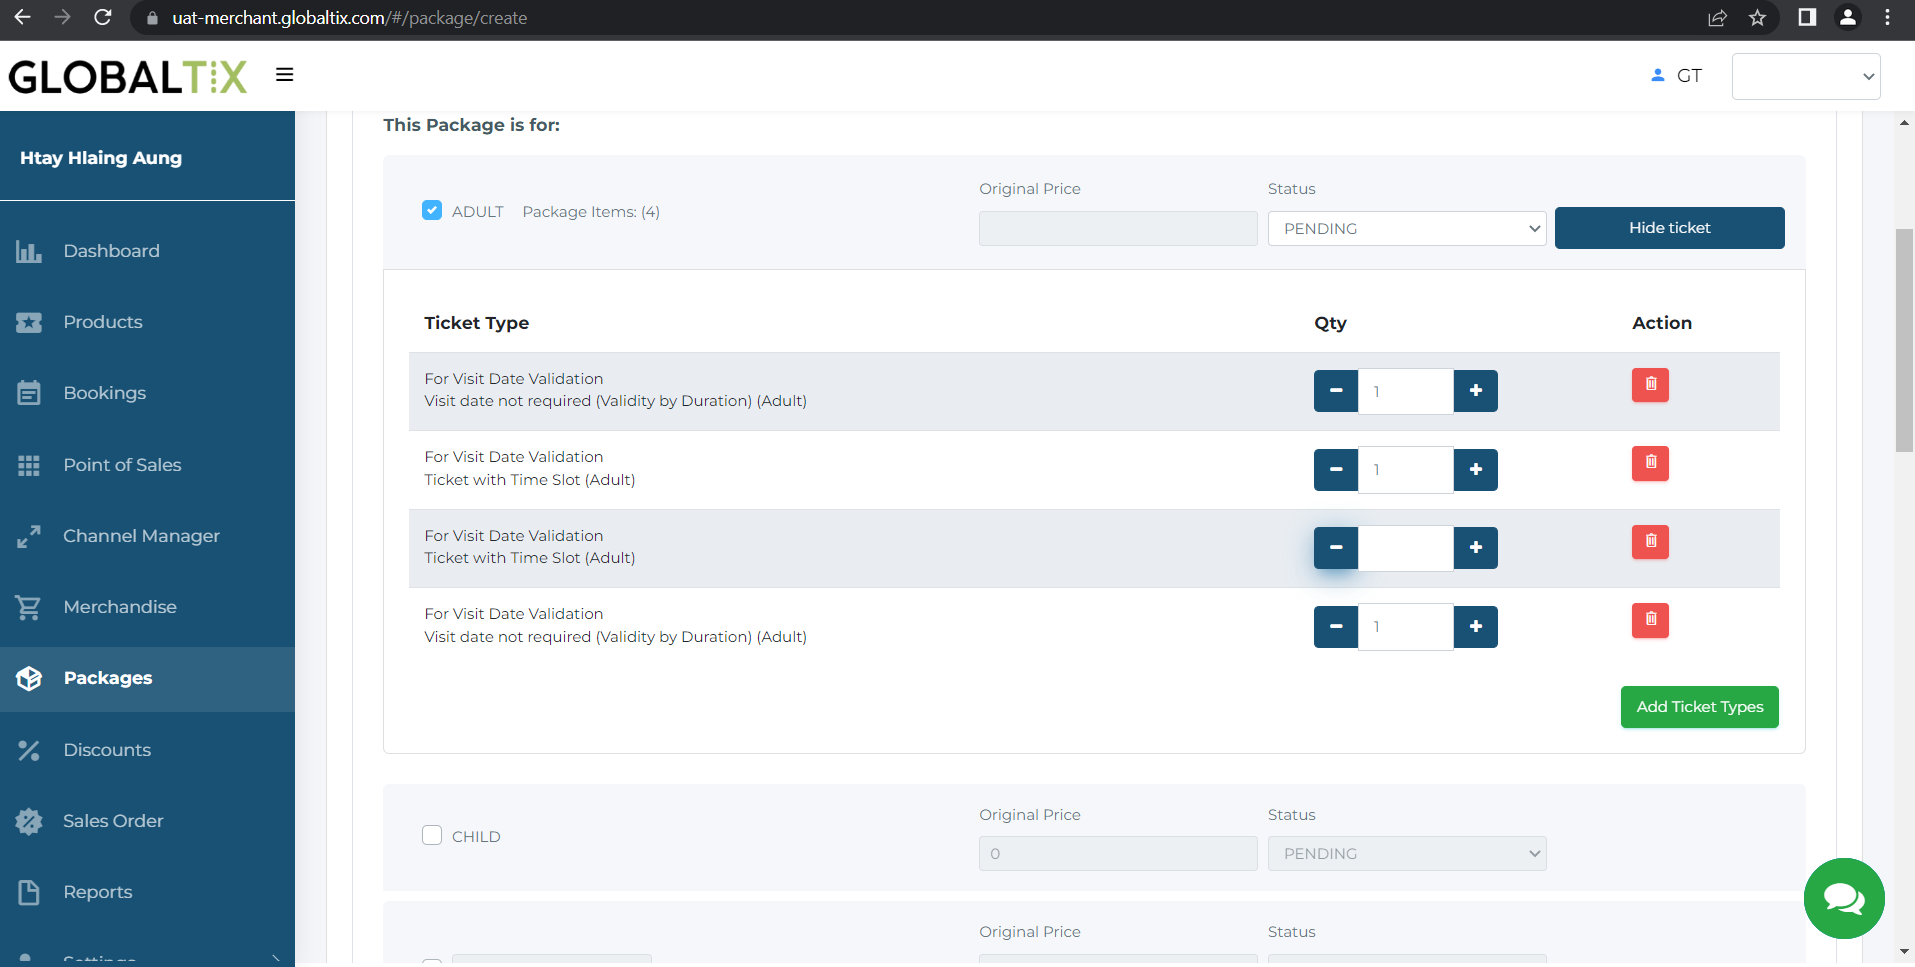 uat-merchant.globaltix.com/#/package/create
GLOBALTIX
GT
This Package is for:
Htay Hlaing Aung
Dashboard
Products
Bookings
Point of Sales
Channel Manager
Merchandise
Packages
Discounts
Sales Order
Reports
Settings
ADULT Package Items: (4)
Original Price
Status
PENDING
Hide ticket
Ticket Type Qty Action
For Visit Date Validation
Visit date not required (Validity by Duration) (Adult)
1
For Visit Date Validation
Ticket with Time Slot (Adult)
1
For Visit Date Validation
Ticket with Time Slot (Adult)
For Visit Date Validation
Visit date not required (Validity by Duration) (Adult)
1
Add Ticket Types
CHILD
Original Price
0
Status
PENDING
Original Price
Status